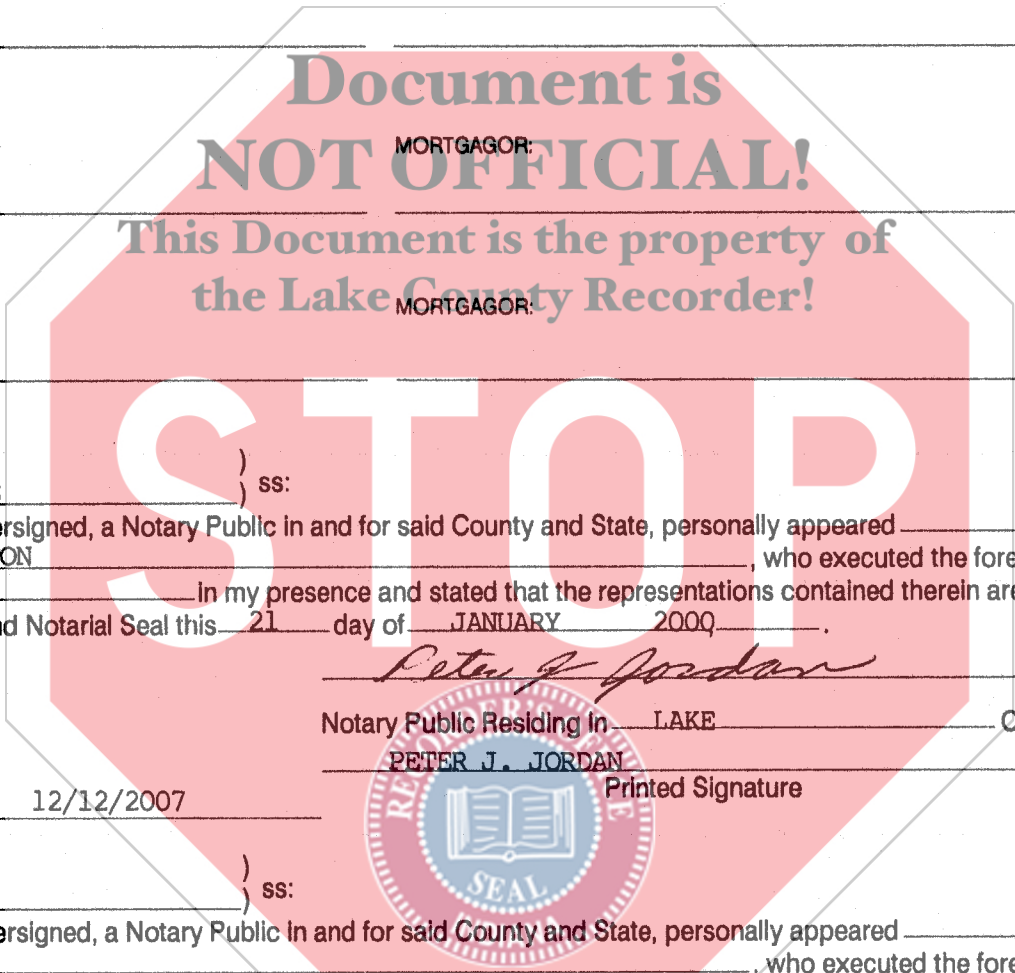 Document is
MORTGAGOR:
NOT OFFICIAL!
This Document is the property of
the Lake County Recorder!
MORTGAGOR:
STOP
)
) ss:
ersigned, a Notary Public in and for said County and State, personally appeared
ON , who executed the fore
in my presence and stated that the representations contained therein are
d Notarial Seal this 21 day of JANUARY 2000 .
Peter J Jordan
Notary Public Residing in LAKE
PETER J. JORDAN
Printed Signature
12/12/2007
RECORDER'S OFFICE
SEAL
INDIANA
)
) ss:
ersigned, a Notary Public in and for said County and State, personally appeared
, who executed the fore